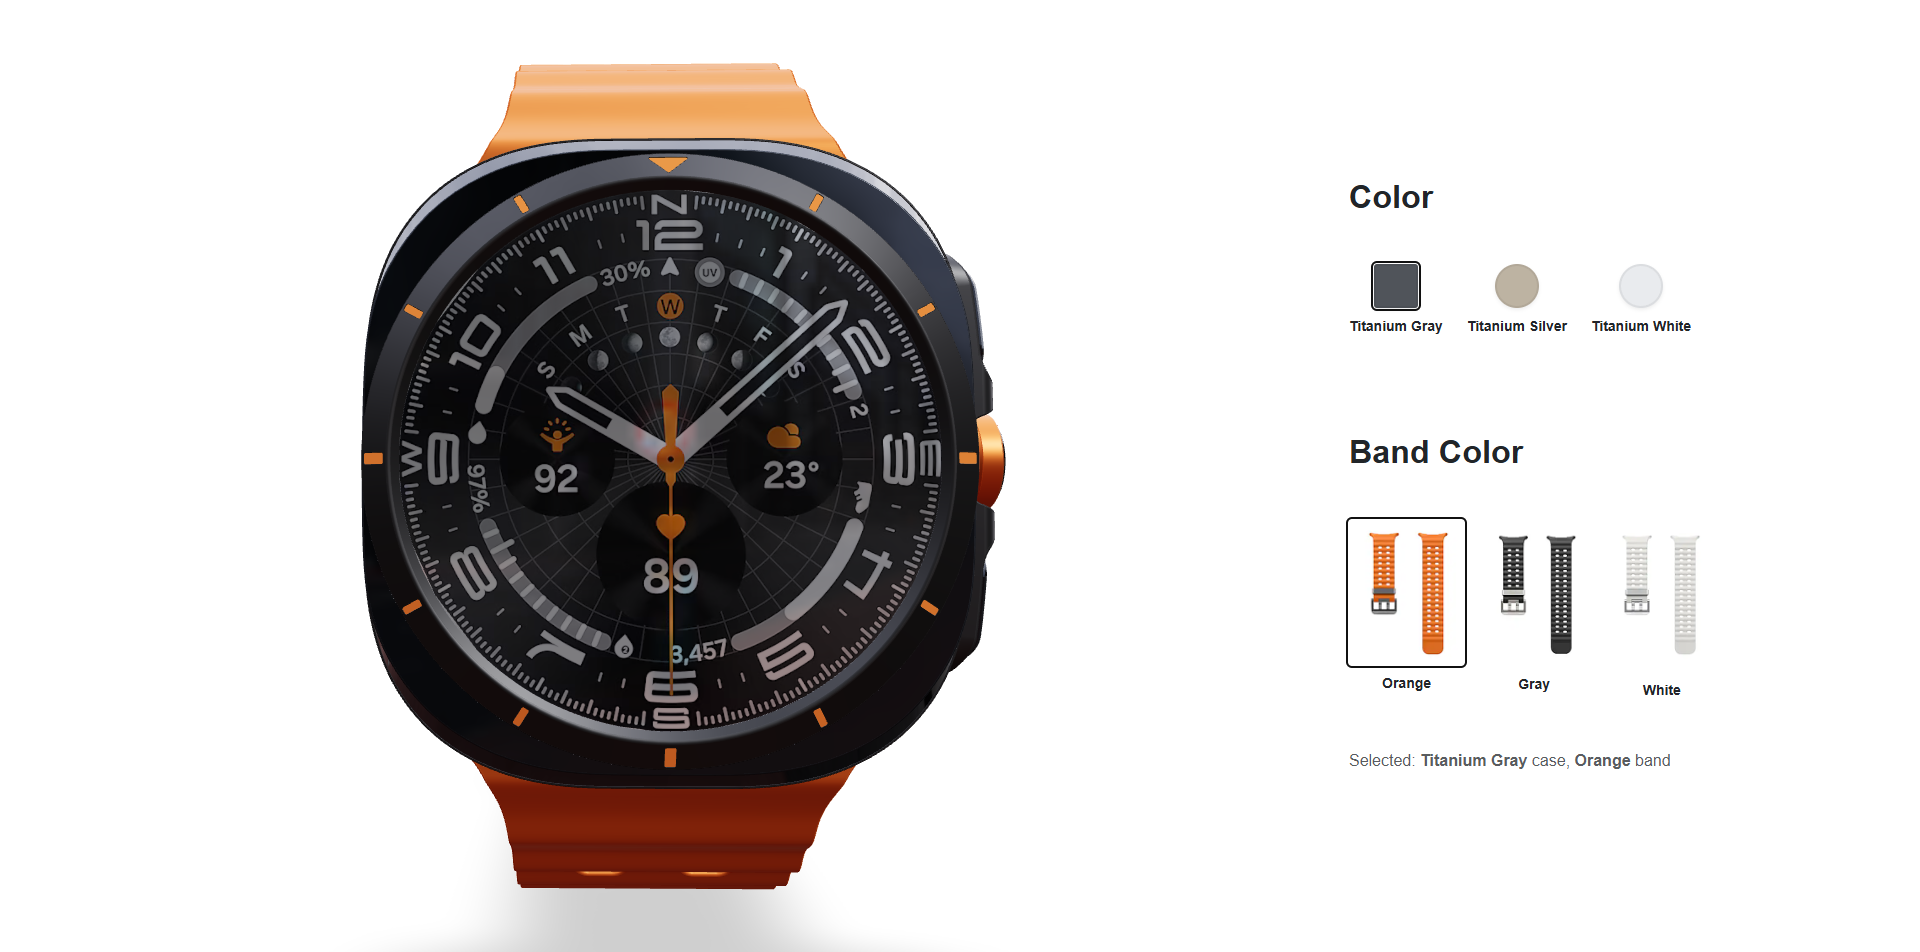 N
12
11
1
30%
UV
W
T
T
M
F
S
S
10
2
2
W
9
3
E
92
23°
97%
89
8
4
3,457
2
7
5
6
S
Color
Titanium Gray
Titanium Silver
Titanium White
Band Color
Orange
Gray
White
Selected: Titanium Gray case, Orange band